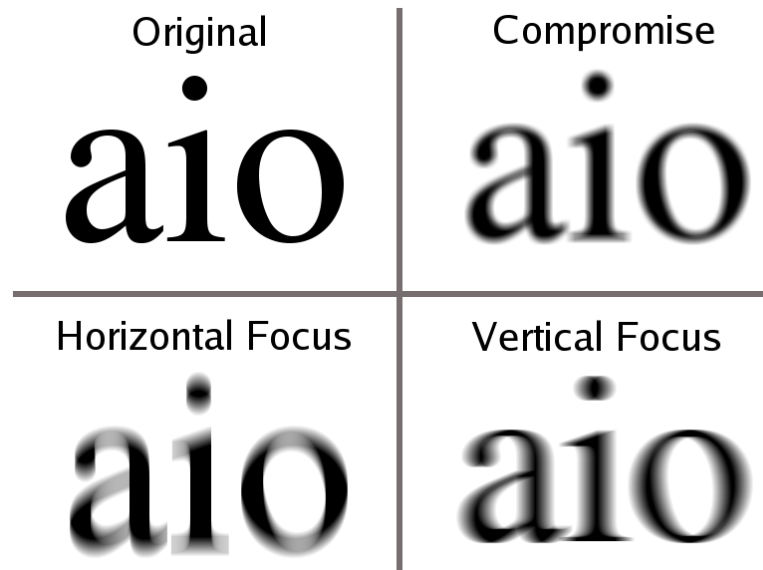 Original
aio
Compromise
aio
Horizontal Focus
aio
Vertical Focus
aio